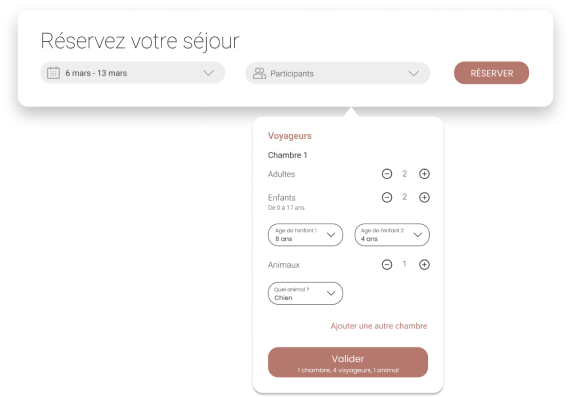 Réservez votre séjour
6 mars - 13 mars
Participants
RÉSERVER
Voyageurs
Chambre 1
Adultes 2
Enfants 2
De 0 à 17 ans
Age de l'enfant 1
8 ans
Age de l'enfant 2
4 ans
Animaux 1
Quel animal ?
Chien
Ajouter une autre chambre
Valider
1 chambre, 4 voyageurs, 1 animal